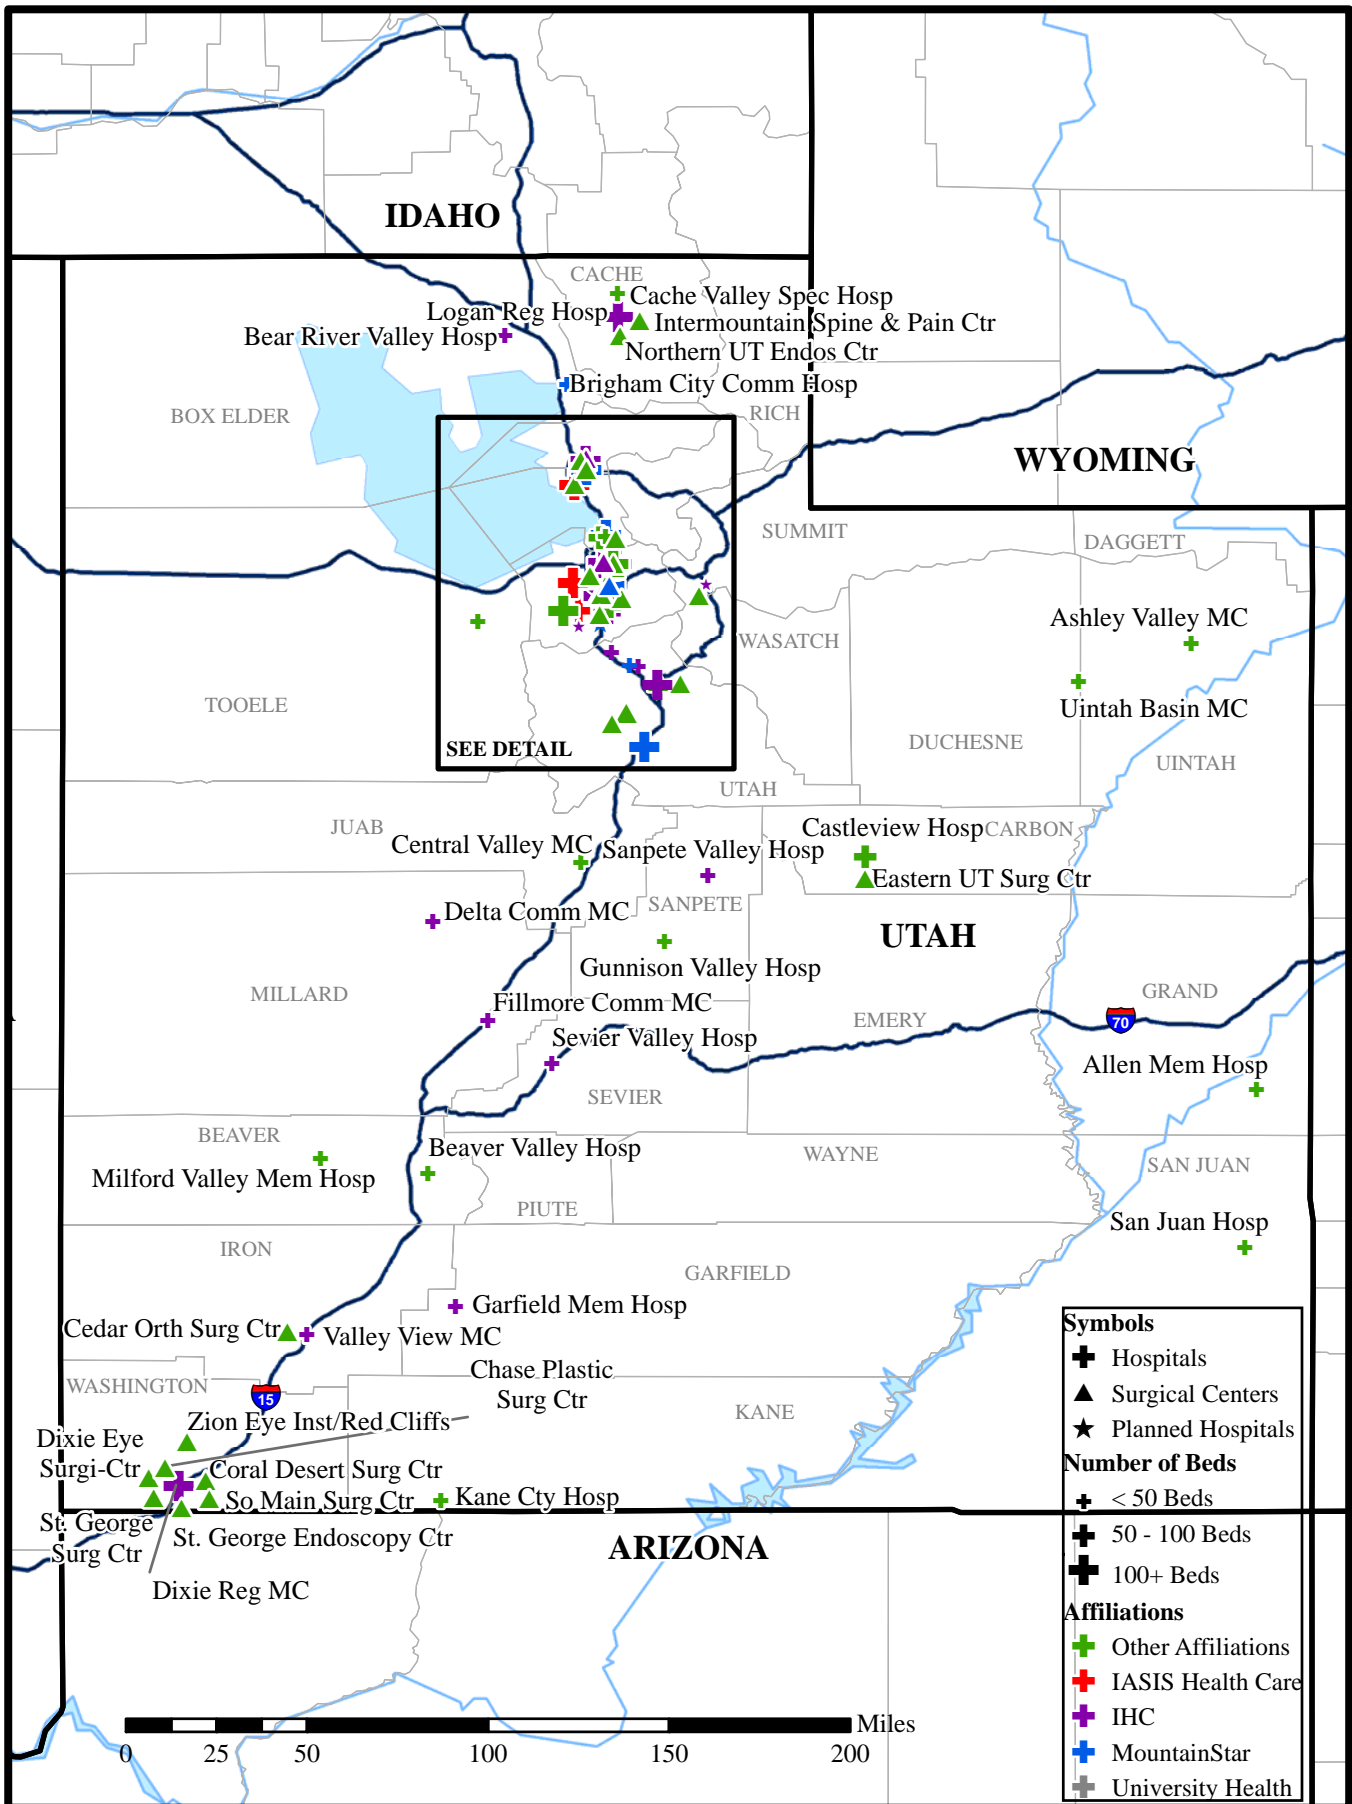 IDAHO
CACHE
Cache Valley Spec Hosp
Logan Reg Hosp
Intermountain Spine & Pain Ctr
Bear River Valley Hosp
Northern UT Endos Ctr
Brigham City Comm Hosp
BOX ELDER
RICH
WYOMING
SUMMIT
DAGGETT
Ashley Valley MC
WASATCH
TOOELE
Uintah Basin MC
SEE DETAIL
DUCHESNE
UINTAH
UTAH
JUAB
Castleview Hosp
CARBON
Central Valley MC
Sanpete Valley Hosp
Eastern UT Surg Ctr
SANPETE
Delta Comm MC
UTAH
Gunnison Valley Hosp
MILLARD
GRAND
Fillmore Comm MC
EMERY
70
Sevier Valley Hosp
Allen Mem Hosp
SEVIER
BEAVER
Beaver Valley Hosp
WAYNE
Milford Valley Mem Hosp
SAN JUAN
PIUTE
San Juan Hosp
IRON
GARFIELD
Garfield Mem Hosp
Cedar Orth Surg Ctr
Valley View MC
Chase Plastic
Surg Ctr
WASHINGTON
15
KANE
Zion Eye Inst/Red Cliffs
Dixie Eye
Surgi-Ctr
Coral Desert Surg Ctr
So Main Surg Ctr
Kane Cty Hosp
St. George
Surg Ctr
St. George Endoscopy Ctr
ARIZONA
Dixie Reg MC
Symbols
Hospitals
Surgical Centers
Planned Hospitals
Number of Beds
< 50 Beds
50 - 100 Beds
100+ Beds
Affiliations
Other Affiliations
IASIS Health Care
IHC
MountainStar
University Health
Miles
0 25 50 100 150 200